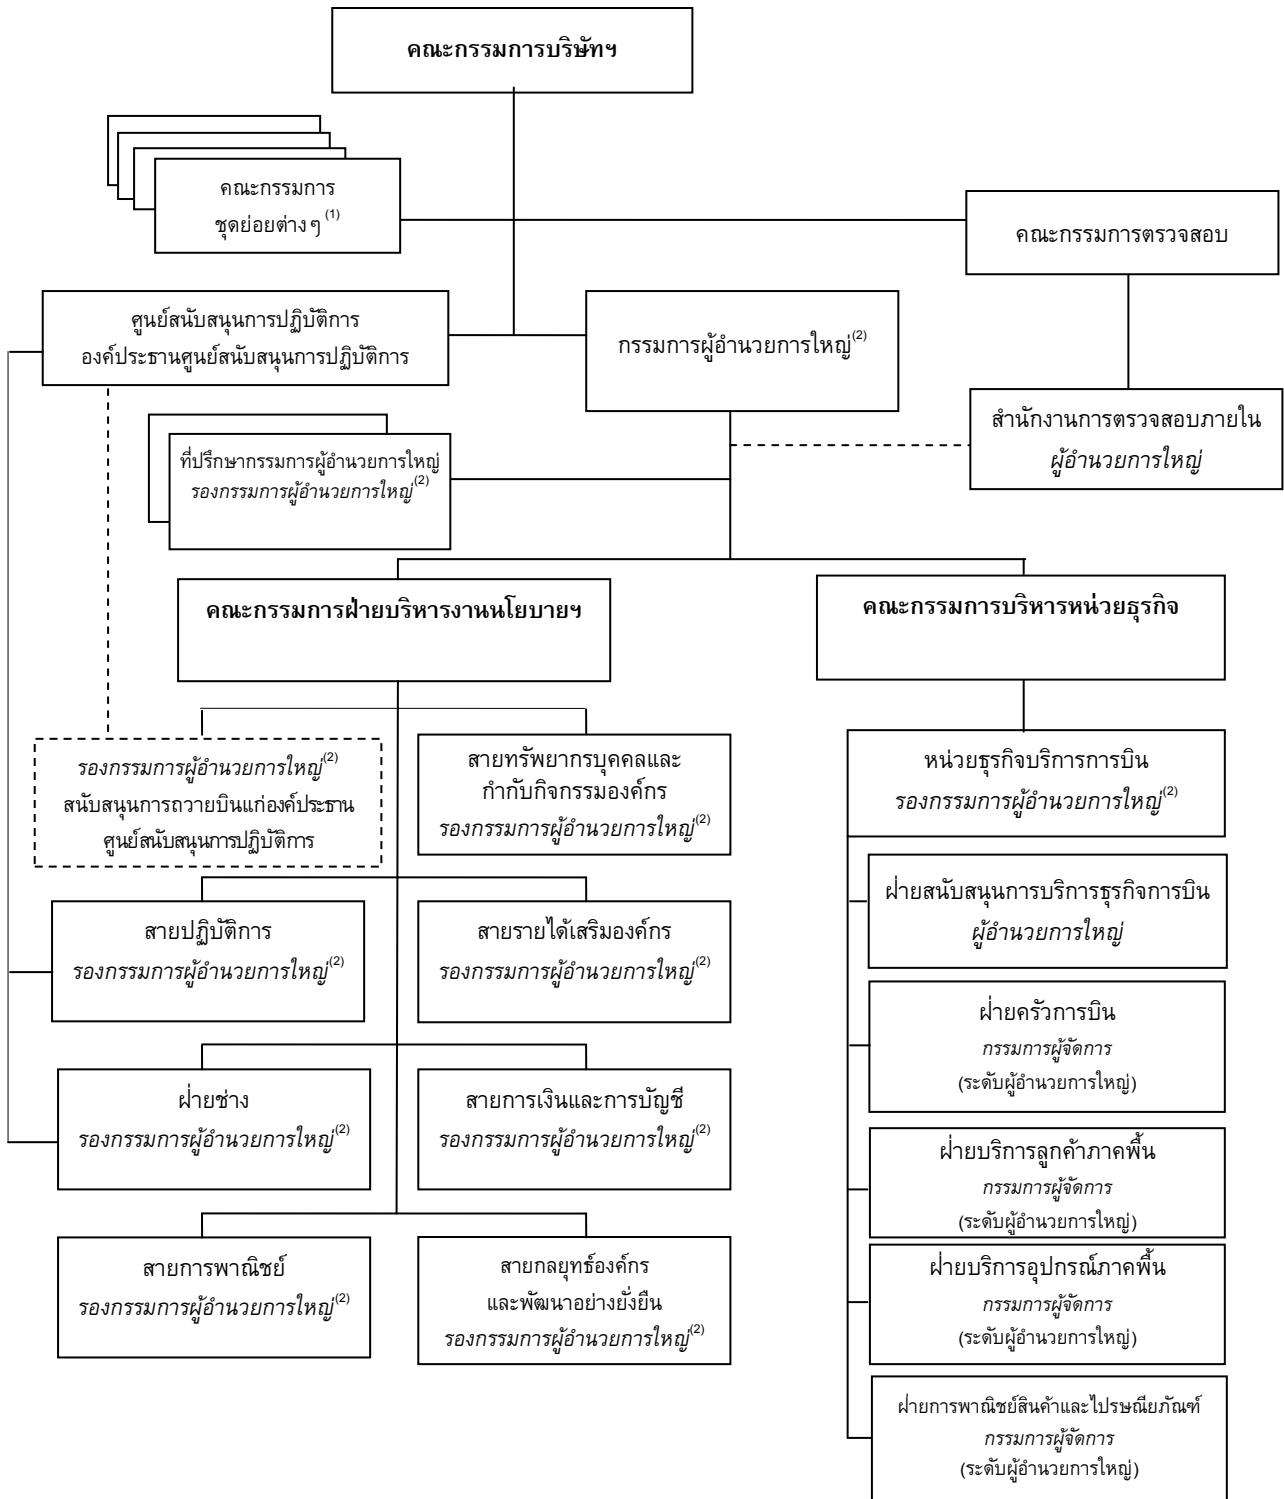 คณะกรรมการบริษัทฯ
คณะกรรมการ
ชุดย่อยต่างๆ(1)
คณะกรรมการตรวจสอบ
ศูนย์สนับสนุนการปฏิบัติการ
องค์ประธานศูนย์สนับสนุนการปฏิบัติการ
กรรมการผู้อำนวยการใหญ่(2)
สำนักงานการตรวจสอบภายใน
ผู้อำนวยการใหญ่
ที่ปรึกษากรรมการผู้อำนวยการใหญ่
รองกรรมการผู้อำนวยการใหญ่(2)
คณะกรรมการฝ่ายบริหารงานนโยบายฯ
คณะกรรมการบริหารหน่วยธุรกิจ
รองกรรมการผู้อำนวยการใหญ่(2)
สนับสนุนการถวายบินแก่องค์ประธาน
ศูนย์สนับสนุนการปฏิบัติการ
สายทรัพยากรบุคคลและ
กำกับกิจกรรมองค์กร
รองกรรมการผู้อำนวยการใหญ่(2)
สายปฏิบัติการ
รองกรรมการผู้อำนวยการใหญ่(2)
สายรายได้เสริมองค์กร
รองกรรมการผู้อำนวยการใหญ่(2)
ฝ่ายช่าง
รองกรรมการผู้อำนวยการใหญ่(2)
สายการเงินและการบัญชี
รองกรรมการผู้อำนวยการใหญ่(2)
สายการพาณิชย์
รองกรรมการผู้อำนวยการใหญ่(2)
สายกลยุทธ์องค์กร
และพัฒนาอย่างยั่งยืน
รองกรรมการผู้อำนวยการใหญ่(2)
หน่วยธุรกิจบริการการบิน
รองกรรมการผู้อำนวยการใหญ่(2)
ฝ่ายสนับสนุนการบริการธุรกิจการบิน
ผู้อำนวยการใหญ่
ฝ่ายครัวการบิน
กรรมการผู้จัดการ
(ระดับผู้อำนวยการใหญ่)
ฝ่ายบริการลูกค้าภาคพื้น
กรรมการผู้จัดการ
(ระดับผู้อำนวยการใหญ่)
ฝ่ายบริการอุปกรณ์ภาคพื้น
กรรมการผู้จัดการ
(ระดับผู้อำนวยการใหญ่)
ฝ่ายการพาณิชย์สินค้าและไปรษณียภัณฑ์
กรรมการผู้จัดการ
(ระดับผู้อำนวยการใหญ่)